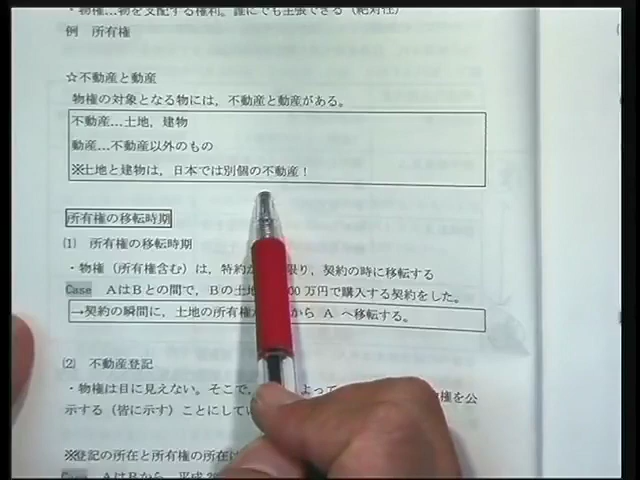 ・物権…物を支配する権利。誰にでも主張できる（絶対性）
例　所有権
☆不動産と動産
物権の対象となる物には，不動産と動産がある。
不動産…土地，建物
動産…不動産以外のもの
※土地と建物は，日本では別個の不動産！
所有権の移転時期
(1)　所有権の移転時期
・物権（所有権含む）は，特約が 限り，契約の時に移転する
Case　AはBとの間で，Bの土地 00万円で購入する契約をした。
→契約の瞬間に，土地の所有権 から A へ移転する。
(2)　不動産登記
・物権は目に見えない。そこで， よって 権を公
示する（皆に示す）ことにしてい
※登記の所在と所有権の所在は
Case　AはBから，平成2